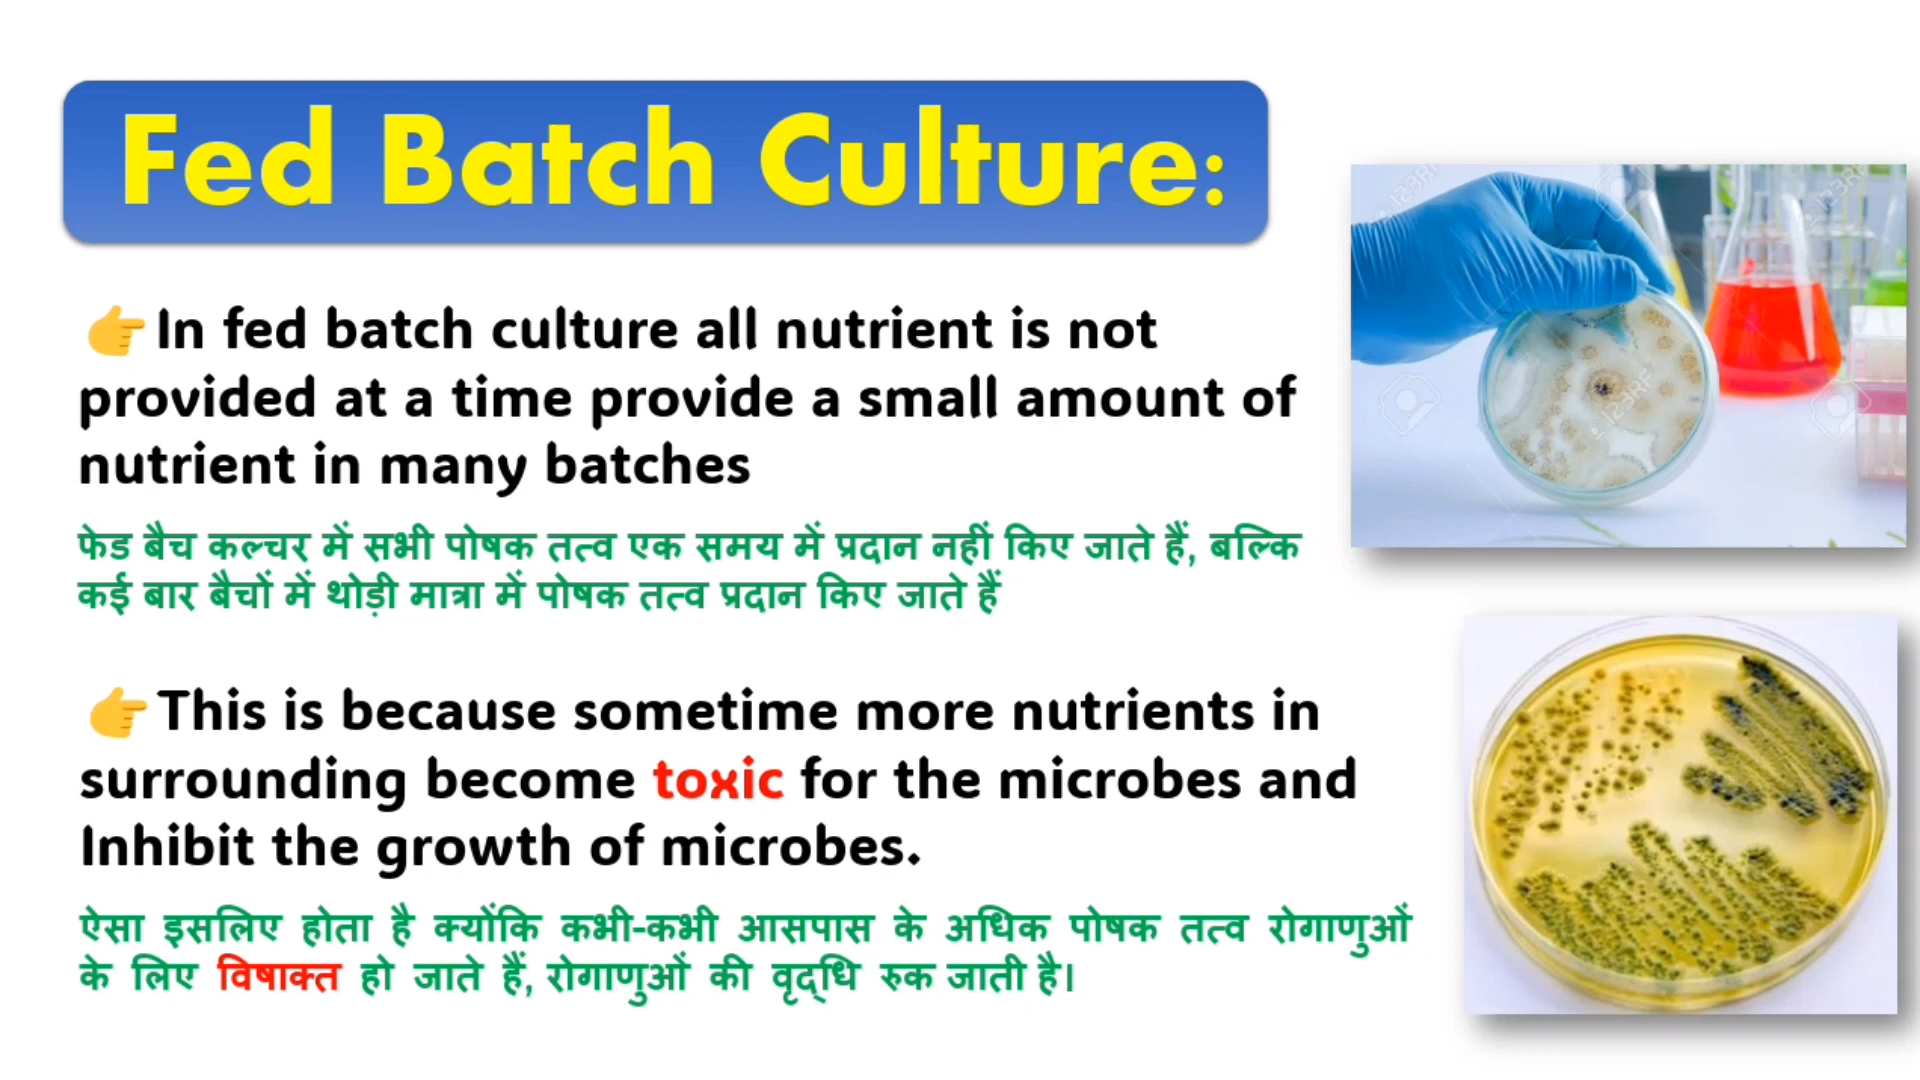 Fed Batch Culture:
👉In fed batch culture all nutrient is not
provided at a time provide a small amount of
nutrient in many batches
फेड बैच कल्चर में सभी पोषक तत्व एक समय में प्रदान नहीं किए जाते हैं, बल्कि
कई बार बैचों में थोड़ी मात्रा में पोषक तत्व प्रदान किए जाते हैं
👉This is because sometime more nutrients in
surrounding become toxic for the microbes and
Inhibit the growth of microbes.
ऐसा इसलिए होता है क्योंकि कभी-कभी आसपास के अधिक पोषक तत्व रोगाणुओं
के लिए विषाक्त हो जाते हैं, रोगाणुओं की वृद्धि रुक जाती है।
123RF
123RF
123RF